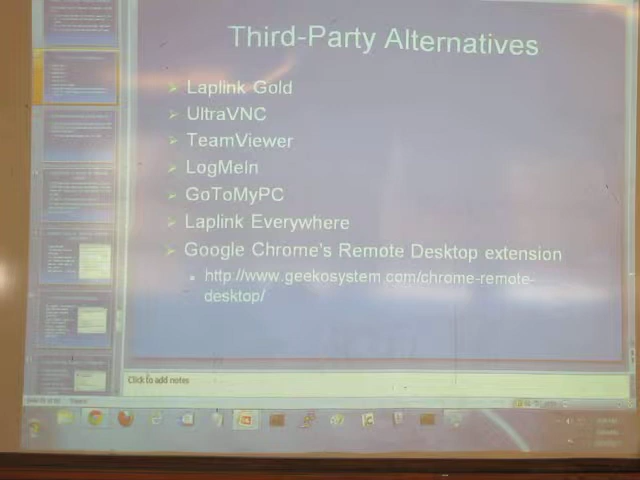 Third-Party Alternatives
Laplink Gold
UltraVNC
TeamViewer
LogMeIn
GoToMyPC
Laplink Everywhere
Google Chrome's Remote Desktop extension
http://www.geekosystem.com/chrome-remote-
desktop/
Click to add notes